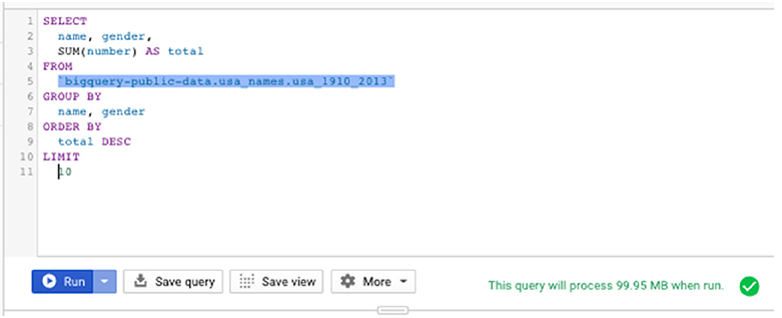 1 SELECT
2 name, gender,
3 SUM(number) AS total
4 FROM
5 `bigquery-public-data.usa_names.usa_1910_2013`
6 GROUP BY
7 name, gender
8 ORDER BY
9 total DESC
10 LIMIT
11 10
Run Save query Save view More This query will process 99.95 MB when run.